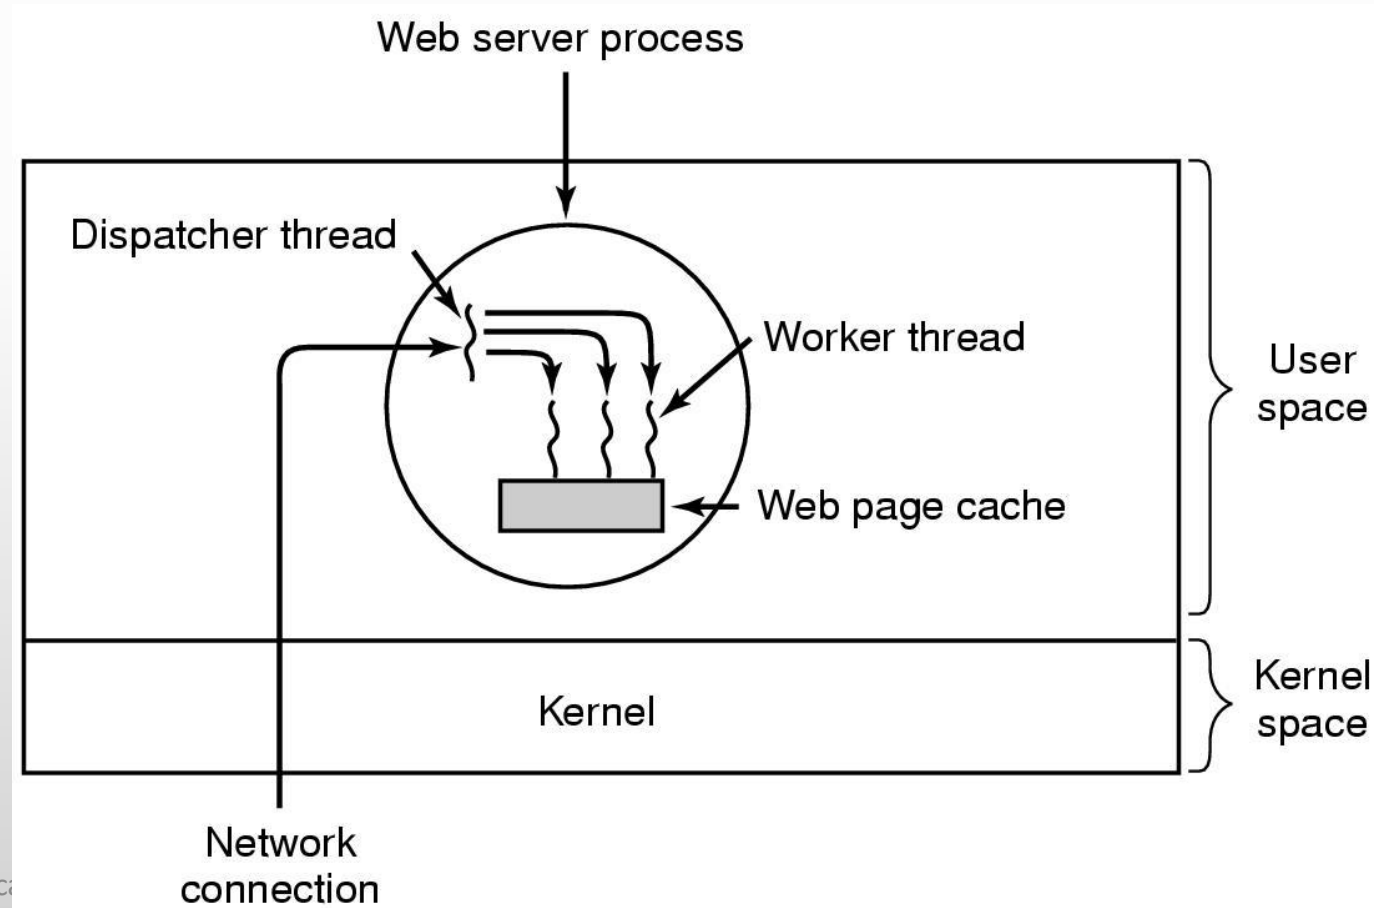 Web server process
Dispatcher thread
Worker thread
User
space
Web page cache
Kernel
space
Kernel
Network
connection